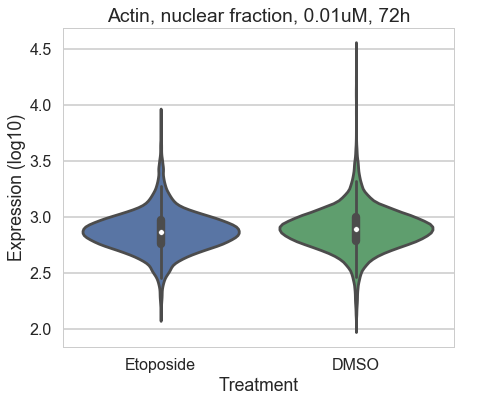 Actin, nuclear fraction, 0.01uM, 72h
Expression (log10)
4.5
4.0
3.5
3.0
2.5
2.0
Etoposide
DMSO
Treatment